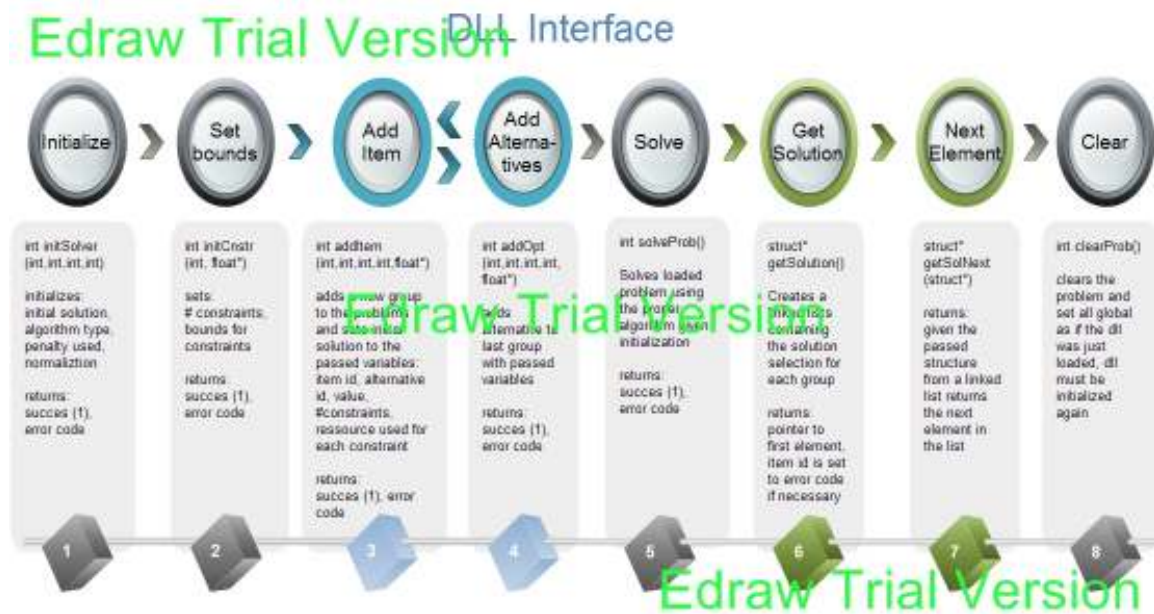 Edraw Trial Version
DLL Interface
Initialize
Set
bounds
Add
Item
Add
Alterna-
tives
Solve
Get
Solution
Next
Element
Clear
int initSolver
(int,int,int,int)
initializes:
initial solution,
algorithm type,
penalty used,
normaliztion
returns:
succes (1),
error code
int initCnstr
(int, float*)
sets:
# constraints,
bounds for
constraints
returns:
succes (1),
error code
int addItem
(int,int,int,int,float*)
adds a new group
to the problems
and sets initial
solution to the
passed variables:
item id, alternative
id, value,
#constraints,
ressource used for
each constraint
returns:
succes (1), error
code
int addOpt
(int,int,int,int,
float*)
adds
alternative to
last group
with passed
variables
returns:
succes (1),
error code
int solveProb()
Solves loaded
problem using
the proper
algorithm given
initialization
returns:
succes (1),
error code
struct*
getSolution()
Creates a
linked lists
containing
the solution
selection for
each group
returns:
pointer to
first element,
item id is set
to error code
if necessary
struct*
getSolNext
(struct*)
returns:
given the
passed
structure
from a linked
list returns
the next
element in
the list
int clearProb()
clears the
problem and
set all global
as if the dll
was just
loaded, dll
must be
initialized
again
Edraw Trial Version
1
2
3
4
5
6
7
8
Edraw Trial Version